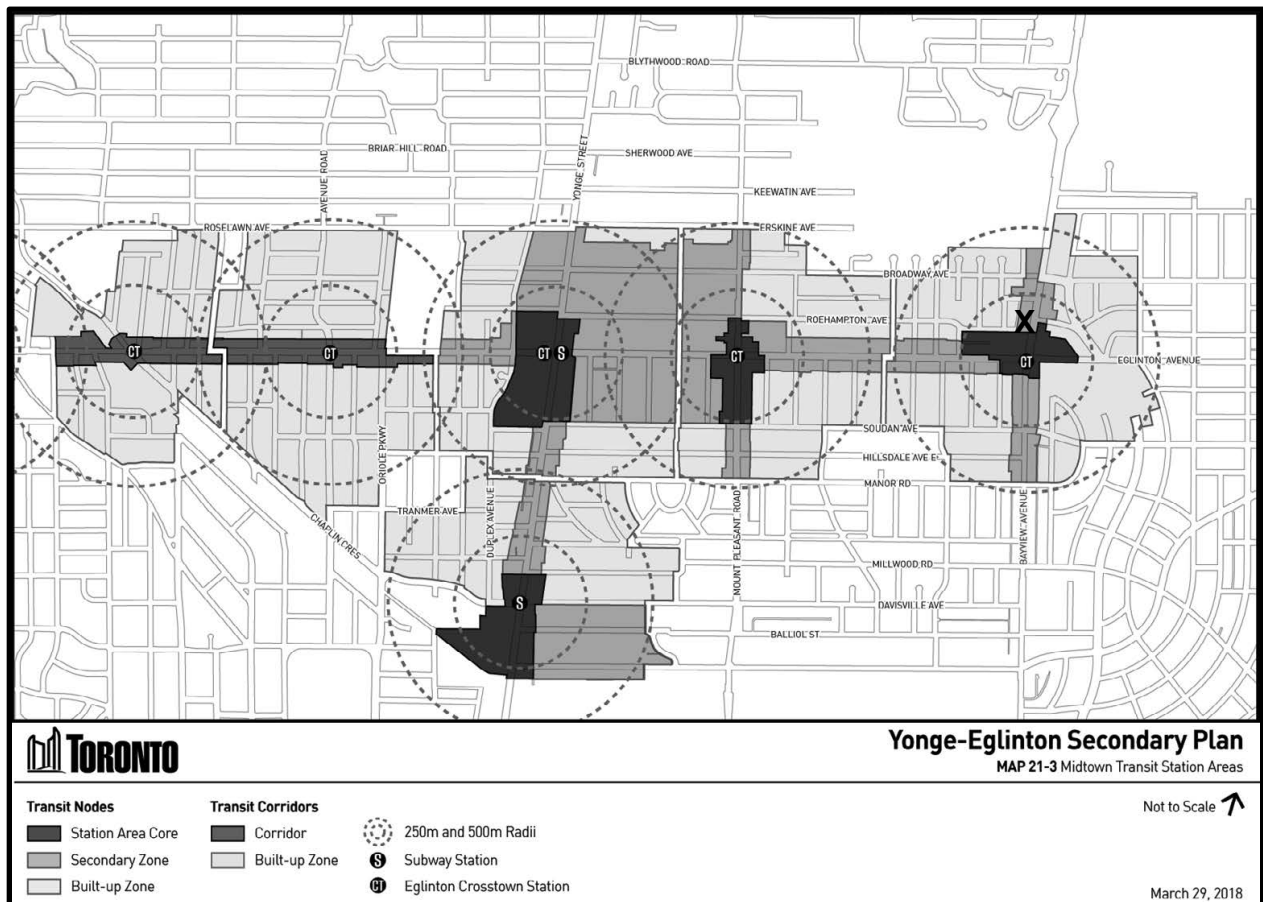 BLYTHWOOD ROAD
BRIAR HILL ROAD
SHERWOOD AVE
AVENUE ROAD
YONGE STREET
KEEWATIN AVE
ROSELAWN AVE
ERSKINE AVE
BROADWAY AVE
ROEHAMPTON AVE
X
CT
CT
CT S
CT
CT
EGLINTON AVENUE
SOUDAN AVE
ORIOLE PKWY
HILLSDALE AVE E
MANOR RD
DUPLEX AVENUE
TRANMER AVE
MOUNT PLEASANT ROAD
BAYVIEW AVENUE
CHAPLIN CRES
MILLWOOD RD
S
DAVISVILLE AVE
BALLIOL ST
TORONTO
Yonge-Eglinton Secondary Plan
MAP 21-3 Midtown Transit Station Areas
Transit Nodes
Station Area Core
Secondary Zone
Built-up Zone
Transit Corridors
Corridor
Built-up Zone
250m and 500m Radii
S Subway Station
CT Eglinton Crosstown Station
Not to Scale
March 29, 2018